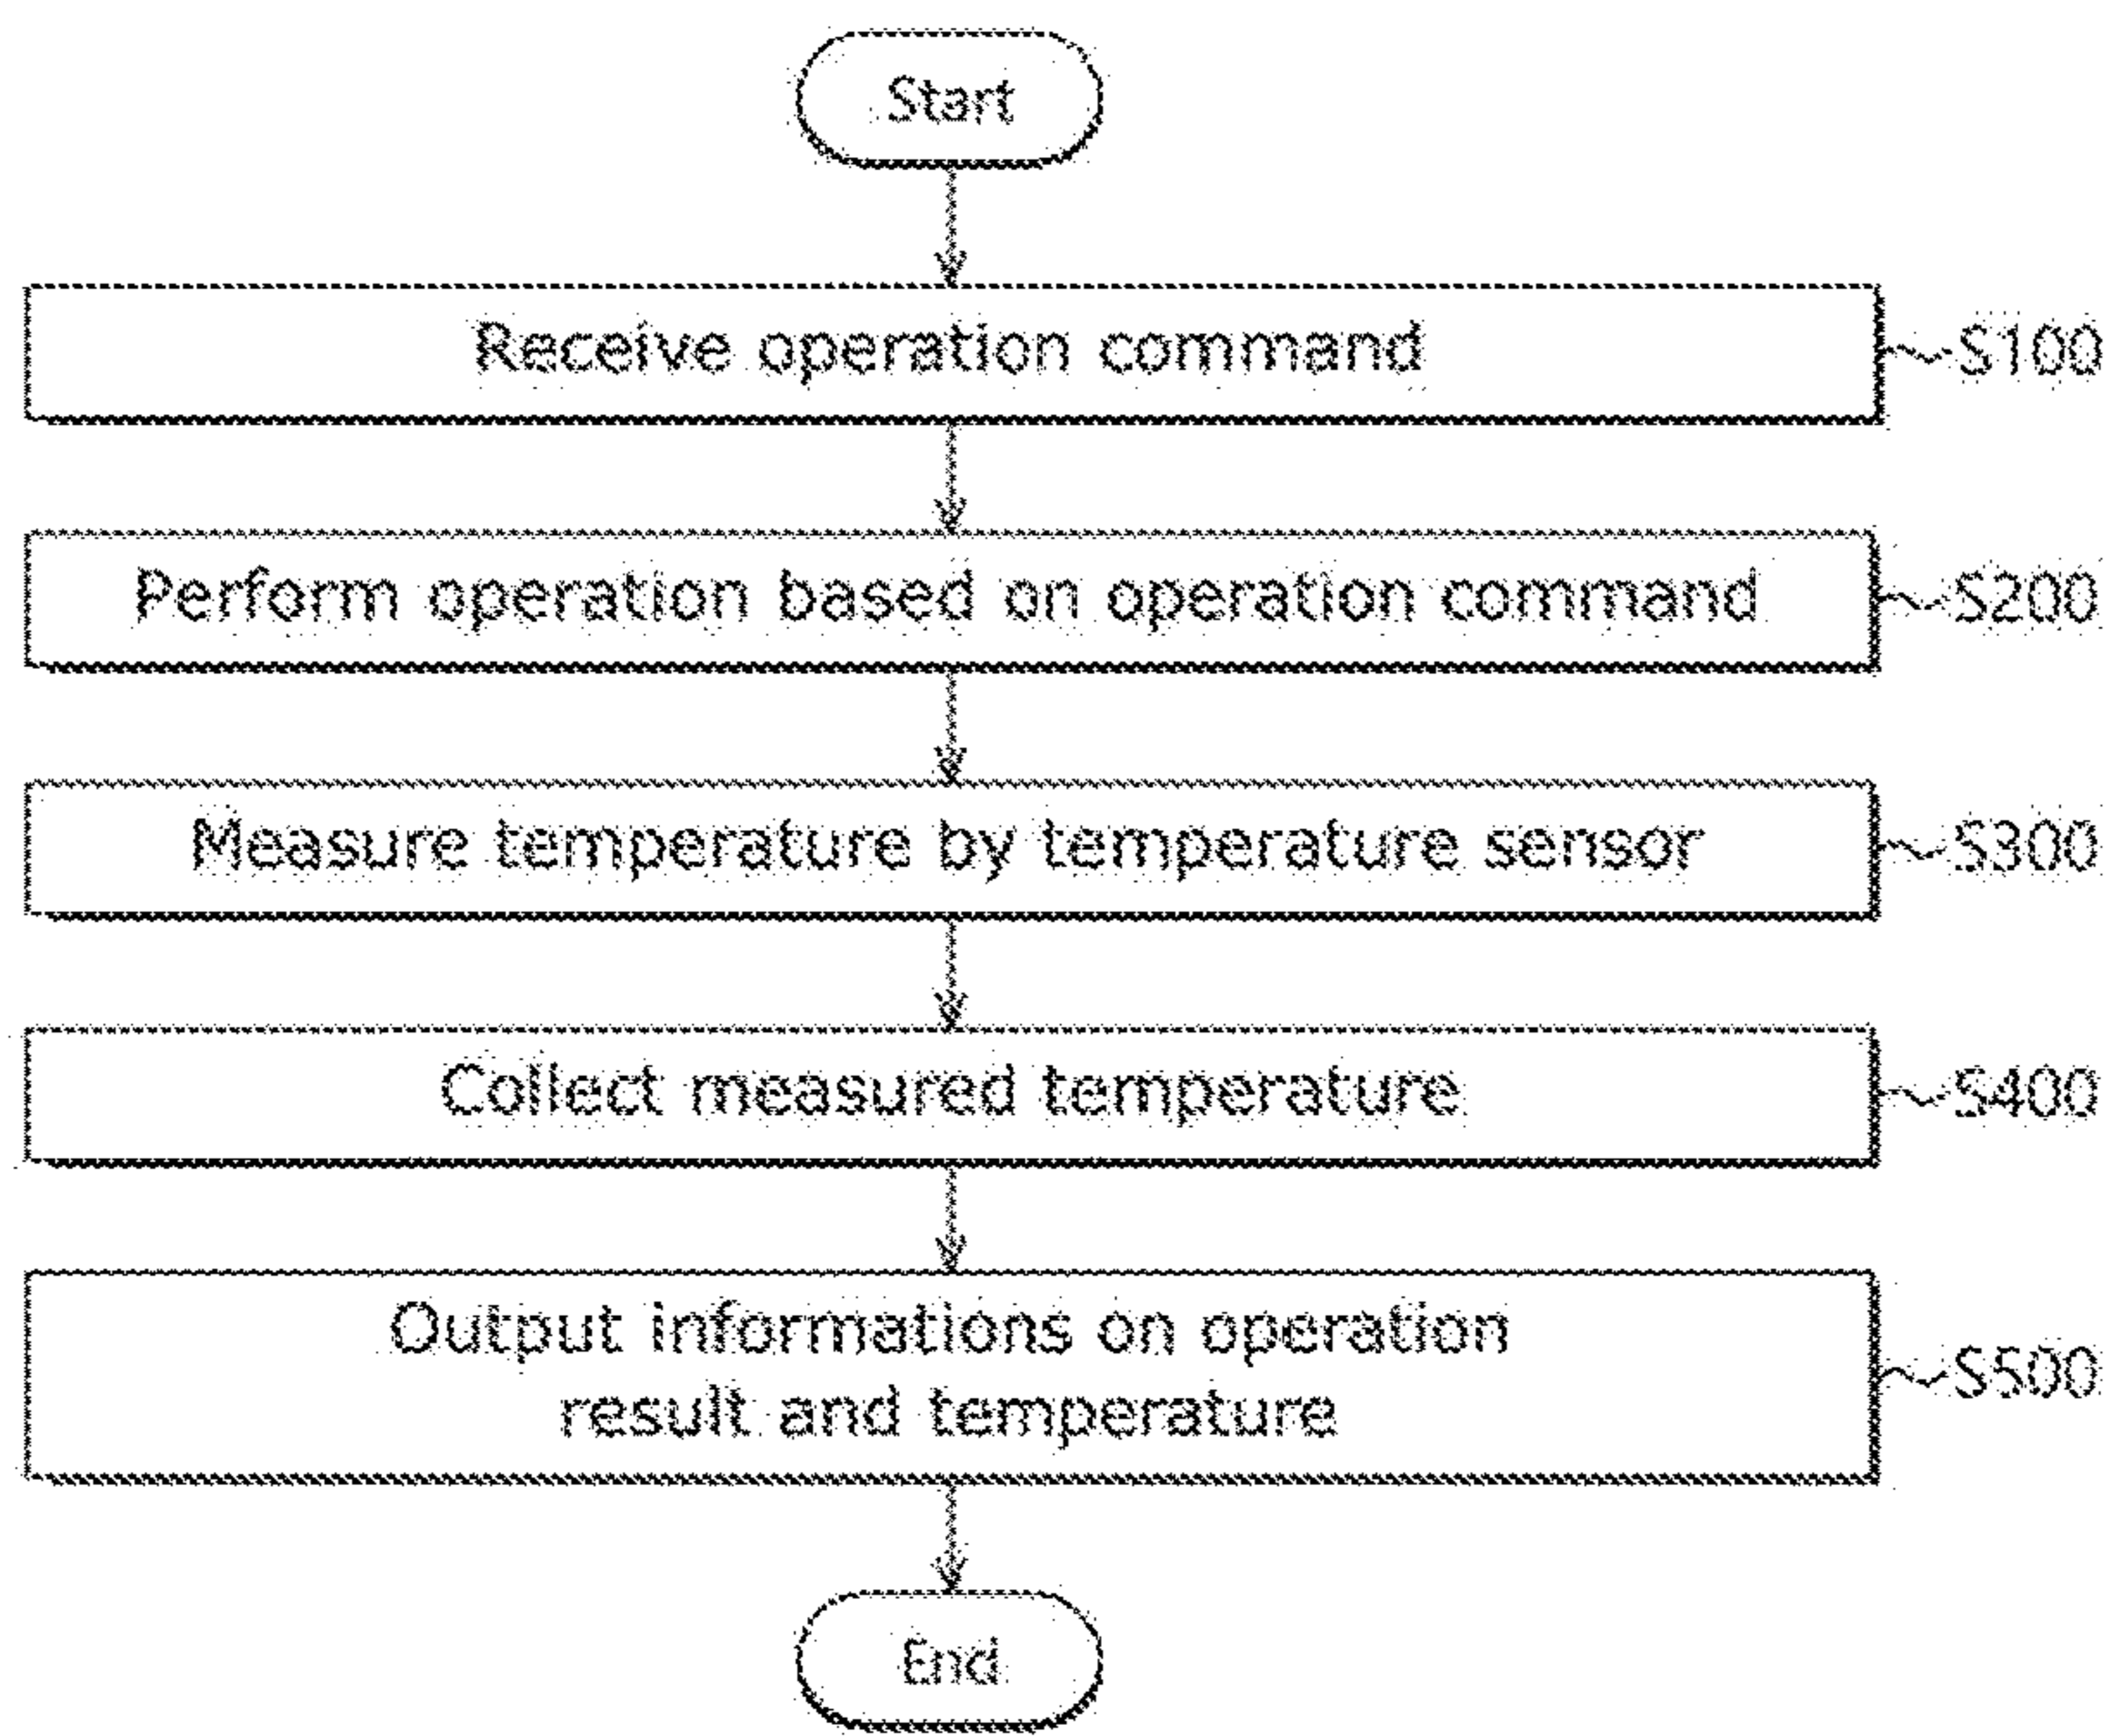 Start
Receive operation command
S100
Perform operation based on operation command
S200
Measure temperature by temperature sensor
S300
Collect measured temperature
S400
Output informations on operation
result and temperature
S500
End